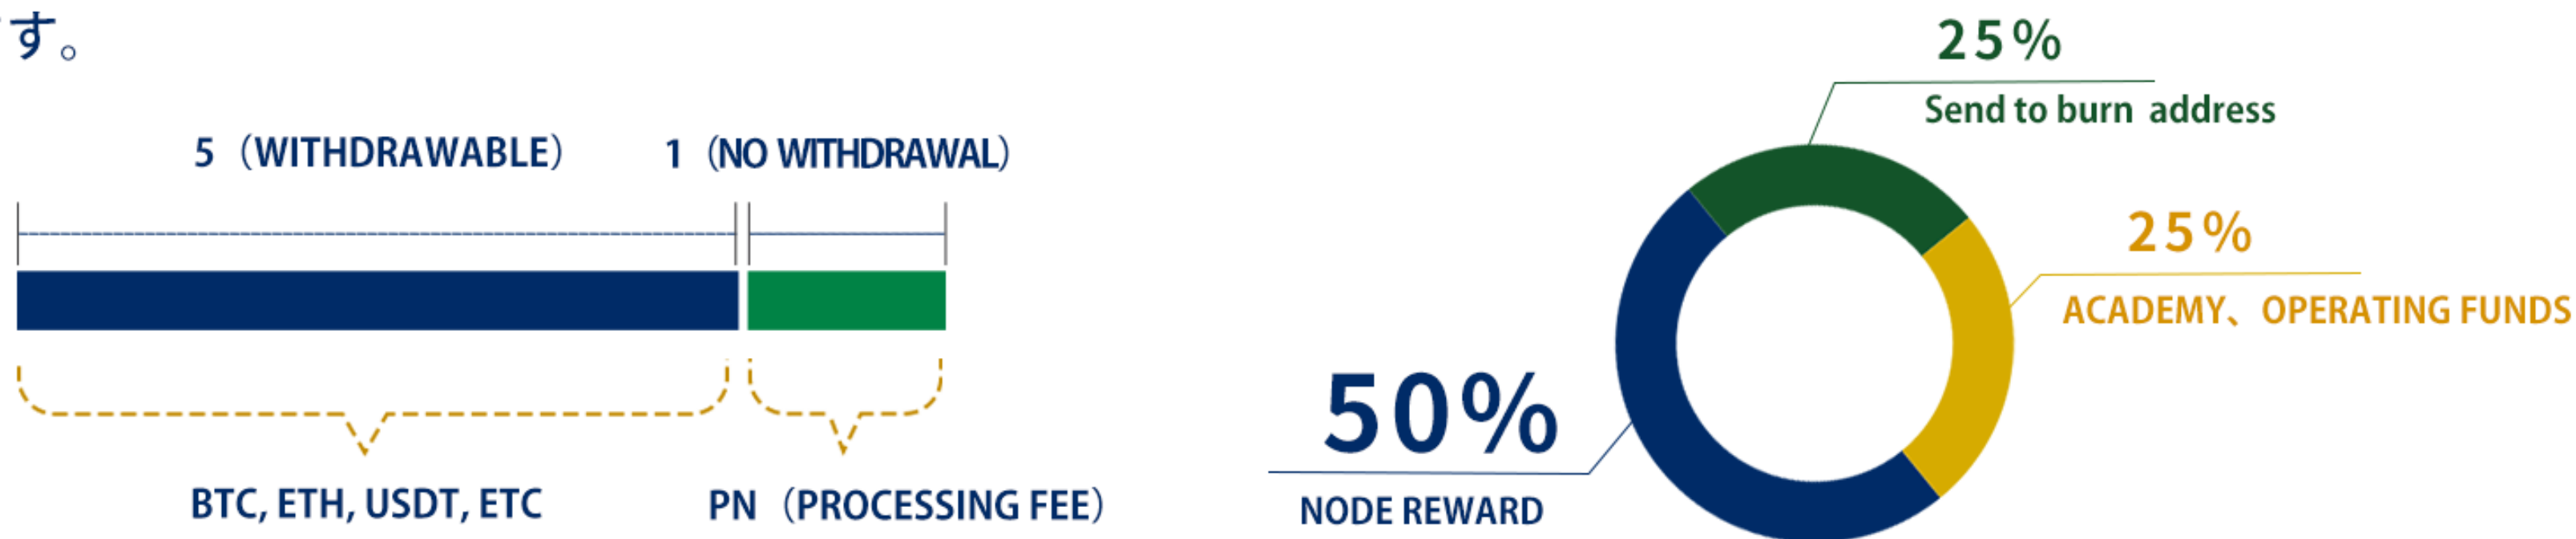 す。
5（WITHDRAWABLE）
1（NO WITHDRAWAL）
BTC, ETH, USDT, ETC
PN（PROCESSING FEE）
25%
Send to burn address
25%
ACADEMY、OPERATING FUNDS
50%
NODE REWARD